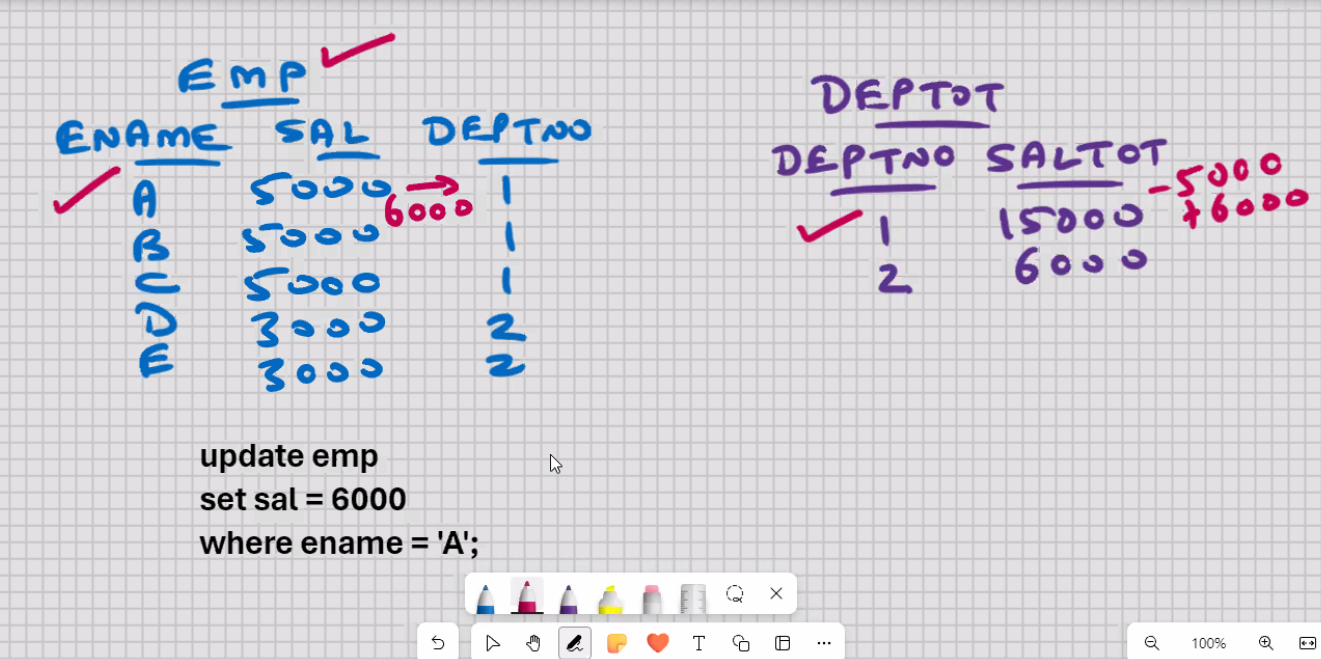 EMP
ENAME SAL DEPTNO
A 5000 1
6000
B 5000 1
C 5000 1
D 3000 2
E 3000 2
DEPTOT
DEPTNO SALTOT
-5000
1 15000 +6000
2 6000
update emp
set sal = 6000
where ename = 'A';
T
100%